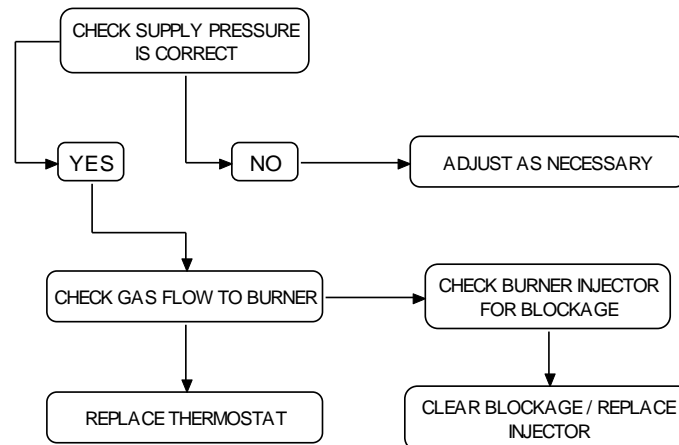 CHECK SUPPLY PRESSURE
IS CORRECT
YES
NO
ADJUST AS NECESSARY
CHECK GAS FLOW TO BURNER
CHECK BURNER INJECTOR
FOR BLOCKAGE
REPLACE THERMOSTAT
CLEAR BLOCKAGE / REPLACE
INJECTOR